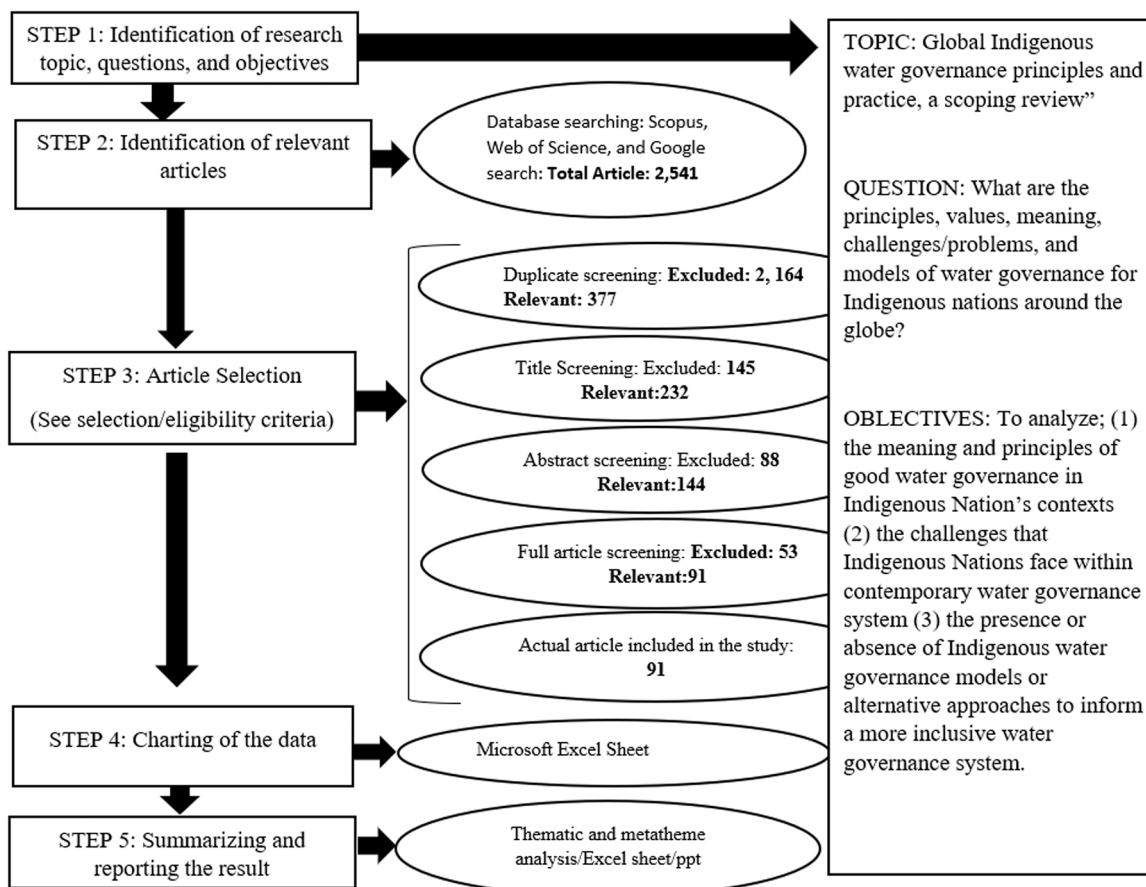 STEP 1: Identification of research
topic, questions, and objectives
STEP 2: Identification of relevant
articles
Database searching: Scopus,
Web of Science, and Google
search: Total Article: 2,541
STEP 3: Article Selection
(See selection/eligibility criteria)
Duplicate screening: Excluded: 2, 164
Relevant: 377
Title Screening: Excluded: 145
Relevant:232
Abstract screening: Excluded: 88
Relevant:144
Full article screening: Excluded: 53
Relevant:91
Actual article included in the study:
91
STEP 4: Charting of the data
Microsoft Excel Sheet
STEP 5: Summarizing and
reporting the result
Thematic and metatheme
analysis/Excel sheet/ppt
TOPIC: Global Indigenous
water governance principles and
practice, a scoping review”
QUESTION: What are the
principles, values, meaning,
challenges/problems, and
models of water governance for
Indigenous nations around the
globe?
OBLECTIVES: To analyze; (1)
the meaning and principles of
good water governance in
Indigenous Nation’s contexts
(2) the challenges that
Indigenous Nations face within
contemporary water governance
system (3) the presence or
absence of Indigenous water
governance models or
alternative approaches to inform
a more inclusive water
governance system.